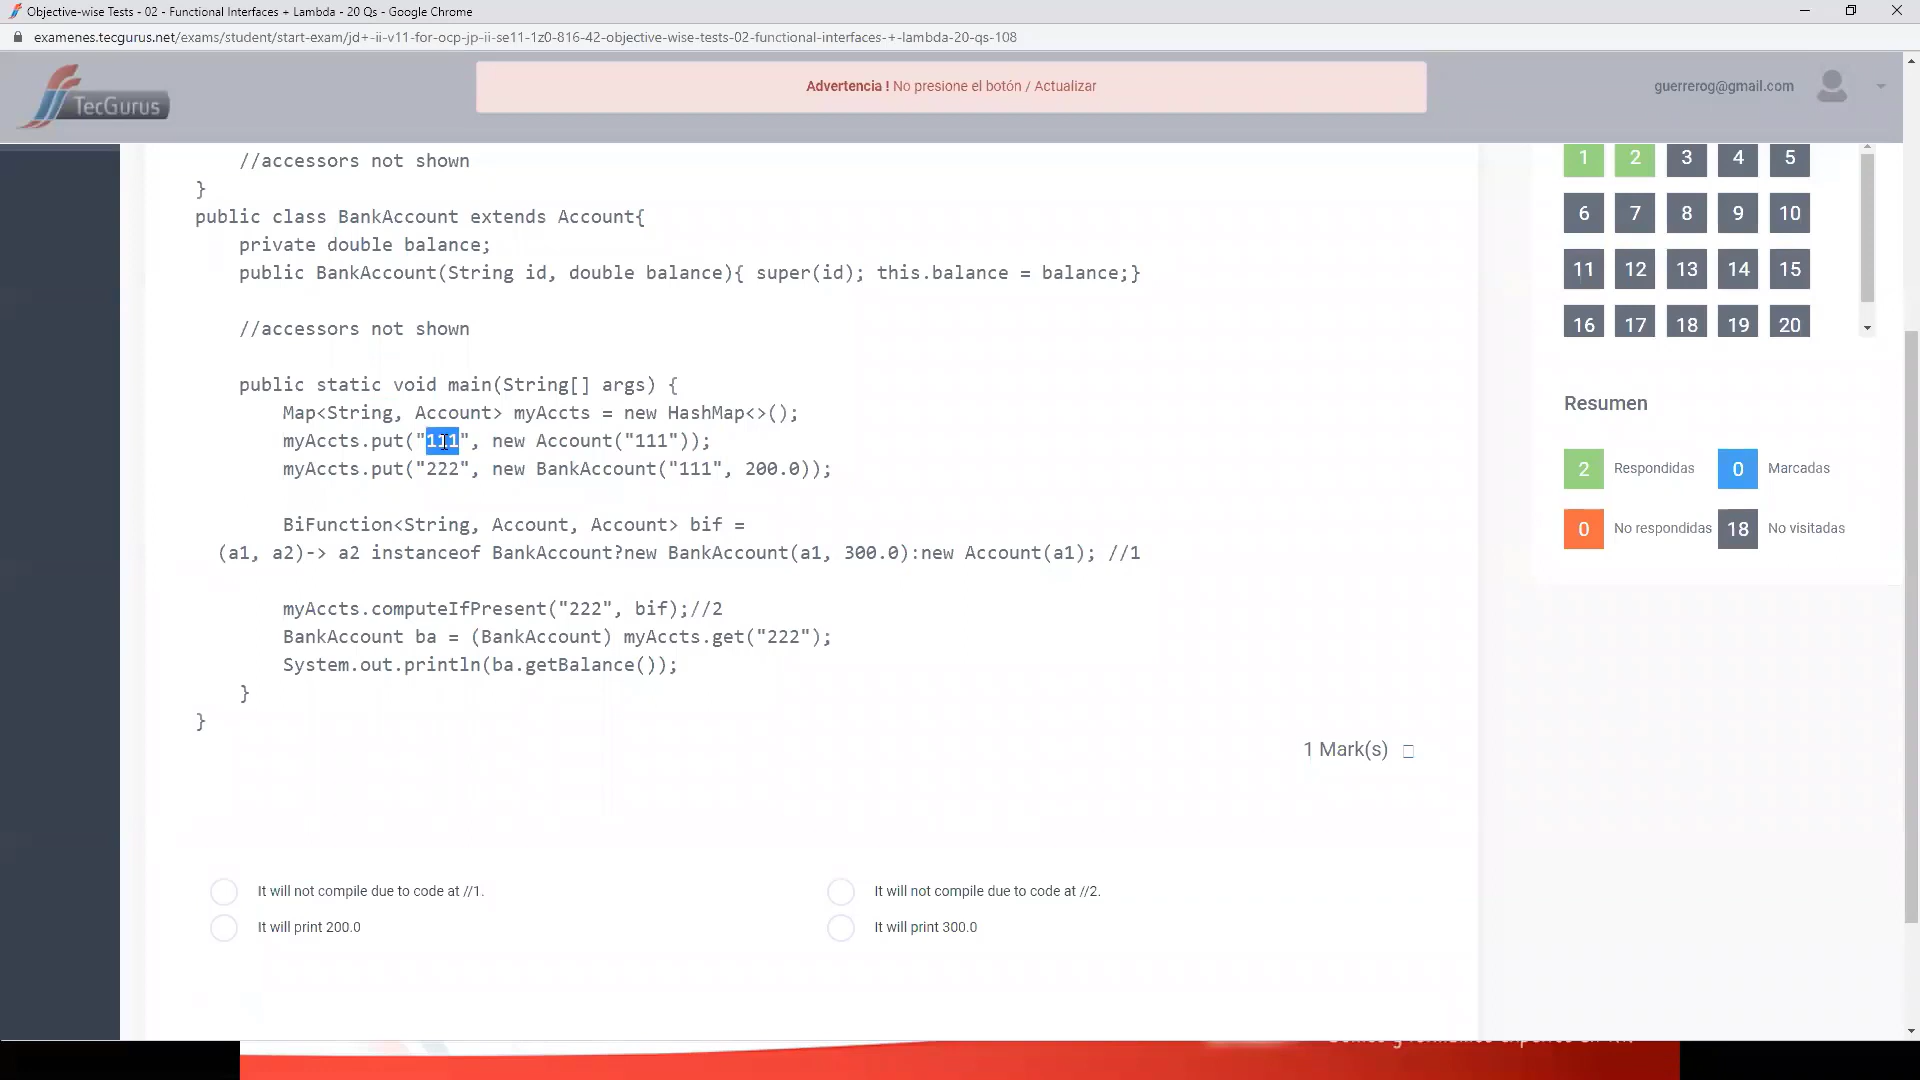 Objective-wise Tests - 02 - Functional Interfaces + Lambda - 20 Qs - Google Chrome
examenes.tecgurus.net/exams/student/start-exam/jd+-ii-v11-for-ocp-jp-ii-se11-1z0-816-42-objective-wise-tests-02-functional-interfaces-+-lambda-20-qs-108
TecGurus
Advertencia ! No presione el botón / Actualizar
guerrerog@gmail.com
//accessors not shown
}
public class BankAccount extends Account{
private double balance;
public BankAccount(String id, double balance){ super(id); this.balance = balance;}
//accessors not shown
public static void main(String[] args) {
Map<String, Account> myAccts = new HashMap<>();
myAccts.put("111", new Account("111"));
myAccts.put("222", new BankAccount("111", 200.0));
BiFunction<String, Account, Account> bif =
(a1, a2)-> a2 instanceof BankAccount?new BankAccount(a1, 300.0):new Account(a1); //1
myAccts.computeIfPresent("222", bif);//2
BankAccount ba = (BankAccount) myAccts.get("222");
System.out.println(ba.getBalance());
}
}
1 Mark(s)
It will not compile due to code at //1.
It will not compile due to code at //2.
It will print 200.0
It will print 300.0
1 2 3 4 5
6 7 8 9 10
11 12 13 14 15
16 17 18 19 20
Resumen
2 Respondidas 0 Marcadas
0 No respondidas 18 No visitadas